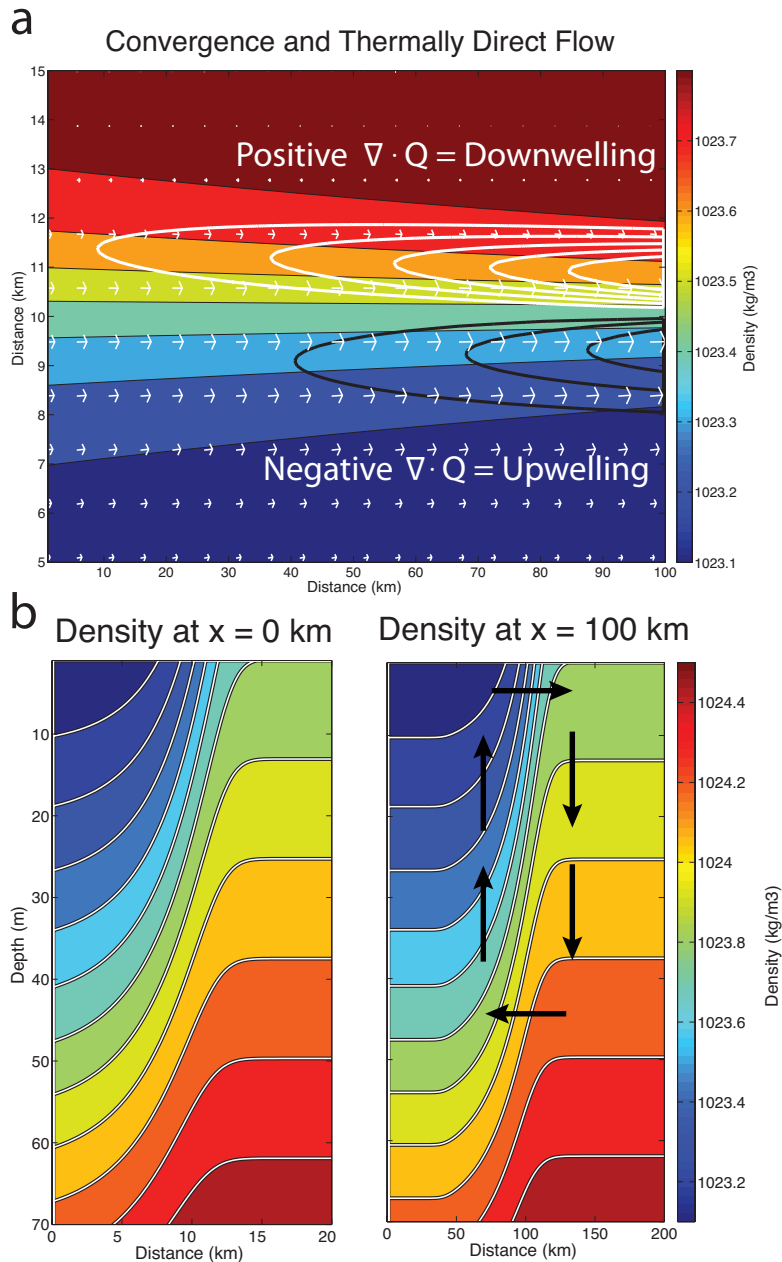 a
Convergence and Thermally Direct Flow
15
14
13
12
11
10
9
8
7
6
5
Distance (km)
Positive ∇ · Q = Downwelling
Negative ∇ · Q = Upwelling
10 20 30 40 50 60 70 80 90 100
Distance (km)
1023.7
1023.6
1023.5
1023.4
1023.3
1023.2
1023.1
Density (kg/m3)
b
Density at x = 0 km
Density at x = 100 km
10
20
30
40
50
60
70
Depth (m)
0 5 10 15 20
Distance (km)
0 50 100 150 200
Distance (km)
1024.4
1024.2
1024
1023.8
1023.6
1023.4
1023.2
Density (kg/m3)